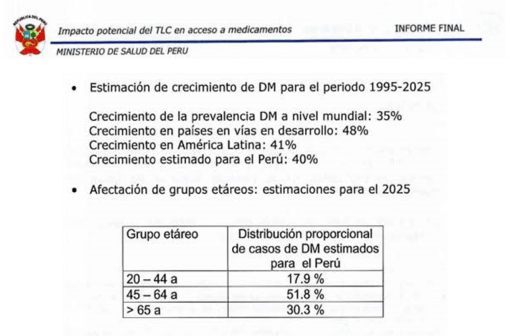 REPUBLICA DEL PERU
Impacto potencial del TLC en acceso a medicamentos INFORME FINAL
MINISTERIO DE SALUD DEL PERU
• Estimación de crecimiento de DM para el periodo 1995-2025
Crecimiento de la prevalencia DM a nivel mundial: 35%
Crecimiento en países en vías en desarrollo: 48%
Crecimiento en América Latina: 41%
Crecimiento estimado para el Perú: 40%
• Afectación de grupos etáreos: estimaciones para el 2025
Grupo etáreo Distribución proporcional
de casos de DM estimados
para el Perú
20 – 44 a 17.9 %
45 – 64 a 51.8 %
> 65 a 30.3 %